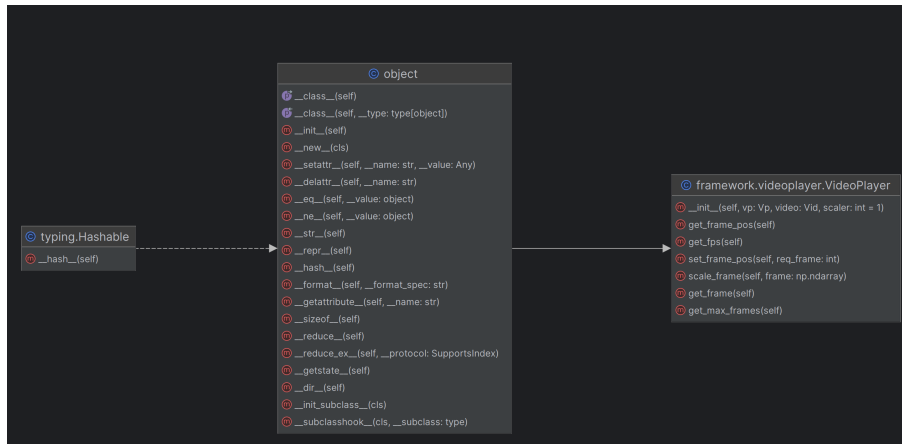 typing.Hashable
__hash__(self)
object
__class__(self)
__class__(self, __type: type[object])
__init__(self)
__new__(cls)
__setattr__(self, __name: str, __value: Any)
__delattr__(self, __name: str)
__eq__(self, __value: object)
__ne__(self, __value: object)
__str__(self)
__repr__(self)
__hash__(self)
__format__(self, __format_spec: str)
__getattribute__(self, __name: str)
__sizeof__(self)
__reduce__(self)
__reduce_ex__(self, __protocol: SupportsIndex)
__getstate__(self)
__dir__(self)
__init_subclass__(cls)
__subclasshook__(cls, __subclass: type)
framework.videoplayer.VideoPlayer
__init__(self, vp: Vp, video: Vid, scaler: int = 1)
get_frame_pos(self)
get_fps(self)
set_frame_pos(self, req_frame: int)
scale_frame(self, frame: np.ndarray)
get_frame(self)
get_max_frames(self)